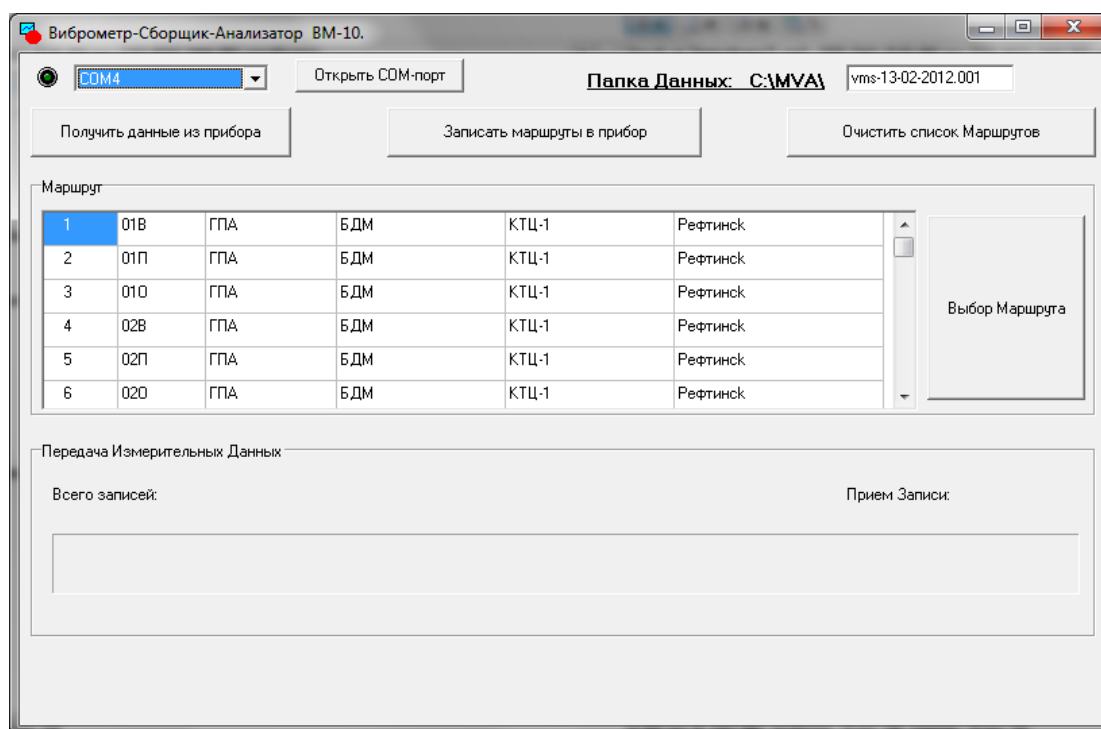 Виброметр-Сборщик-Анализатор ВМ-10.
COM4 Открыть COM-порт Папка Данных: C:\MVA\ vms-13-02-2012.001
Получить данные из прибора Записать маршруты в прибор Очистить список Маршрутов
Маршрут
1 01В ГПА БДМ КТЦ-1 Рефтинск
2 01П ГПА БДМ КТЦ-1 Рефтинск
3 01О ГПА БДМ КТЦ-1 Рефтинск
4 02В ГПА БДМ КТЦ-1 Рефтинск
5 02П ГПА БДМ КТЦ-1 Рефтинск
6 02О ГПА БДМ КТЦ-1 Рефтинск
Выбор Маршрута
Передача Измерительных Данных
Всего записей: Прием Записи: